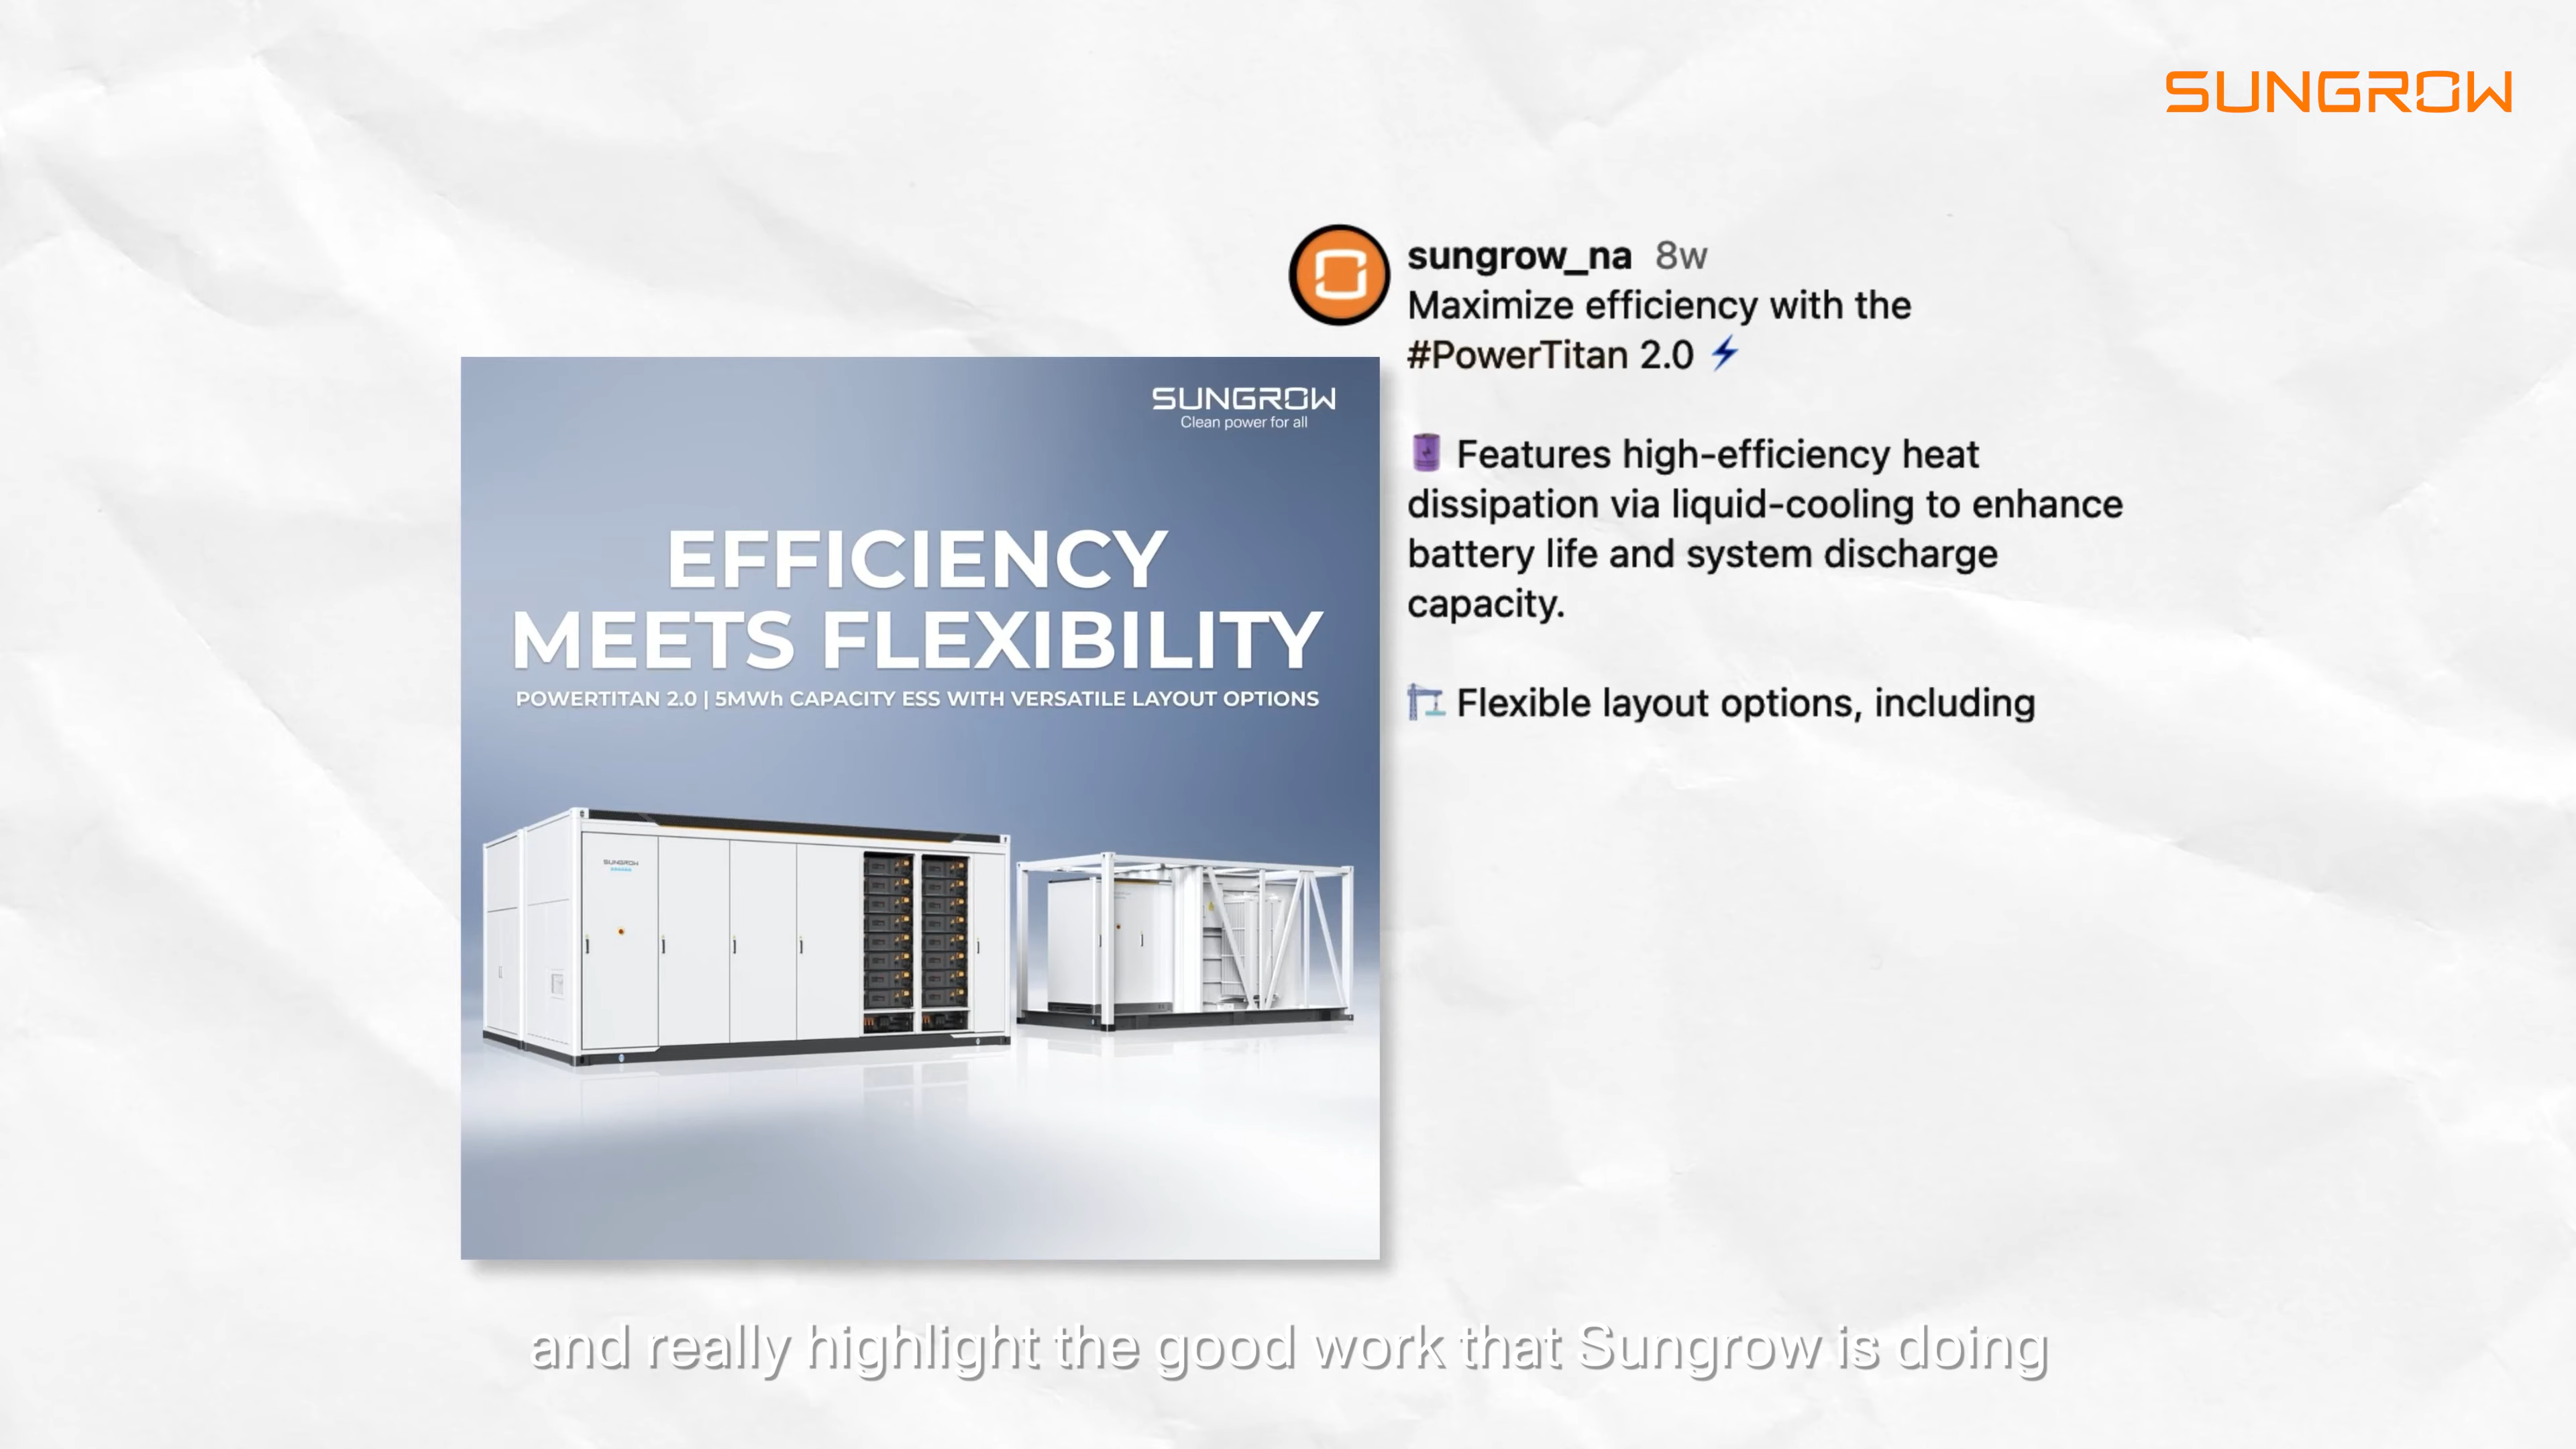 SUNGROW
sungrow_na 8w
Maximize efficiency with the
#PowerTitan 2.0 ⚡
🔋 Features high-efficiency heat
dissipation via liquid-cooling to enhance
battery life and system discharge
capacity.
🏗️ Flexible layout options, including
SUNGROW
Clean power for all
EFFICIENCY
MEETS FLEXIBILITY
POWERTITAN 2.0 | 5MWh CAPACITY ESS WITH VERSATILE LAYOUT OPTIONS
SUNGROW
and really highlight the good work that Sungrow is doing